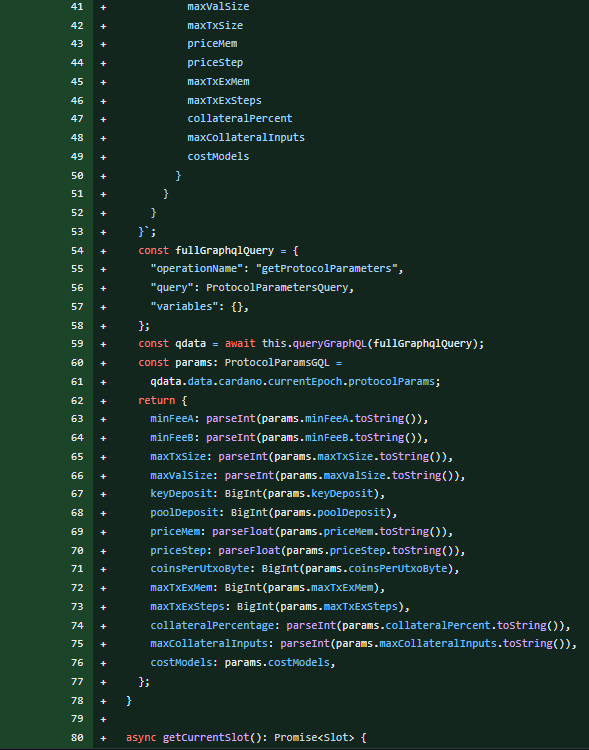 41 + maxValSize
42 + maxTxSize
43 + priceMem
44 + priceStep
45 + maxTxExMem
46 + maxTxExSteps
47 + collateralPercent
48 + maxCollateralInputs
49 + costModels
50 + }
51 + }
52 + }
53 + }`;
54 + const fullGraphqlQuery = {
55 + "operationName": "getProtocolParameters",
56 + "query": ProtocolParametersQuery,
57 + "variables": {},
58 + };
59 + const qdata = await this.queryGraphQL(fullGraphqlQuery);
60 + const params: ProtocolParamsGQL =
61 + qdata.data.cardano.currentEpoch.protocolParams;
62 + return {
63 + minFeeA: parseInt(params.minFeeA.toString()),
64 + minFeeB: parseInt(params.minFeeB.toString()),
65 + maxTxSize: parseInt(params.maxTxSize.toString()),
66 + maxValSize: parseInt(params.maxValSize.toString()),
67 + keyDeposit: BigInt(params.keyDeposit),
68 + poolDeposit: BigInt(params.poolDeposit),
69 + priceMem: parseFloat(params.priceMem.toString()),
70 + priceStep: parseFloat(params.priceStep.toString()),
71 + coinsPerUtxoByte: BigInt(params.coinsPerUtxoByte),
72 + maxTxExMem: BigInt(params.maxTxExMem),
73 + maxTxExSteps: BigInt(params.maxTxExSteps),
74 + collateralPercentage: parseInt(params.collateralPercent.toString()),
75 + maxCollateralInputs: parseInt(params.maxCollateralInputs.toString()),
76 + costModels: params.costModels,
77 + };
78 + }
79 +
80 + async getCurrentSlot(): Promise<Slot> {